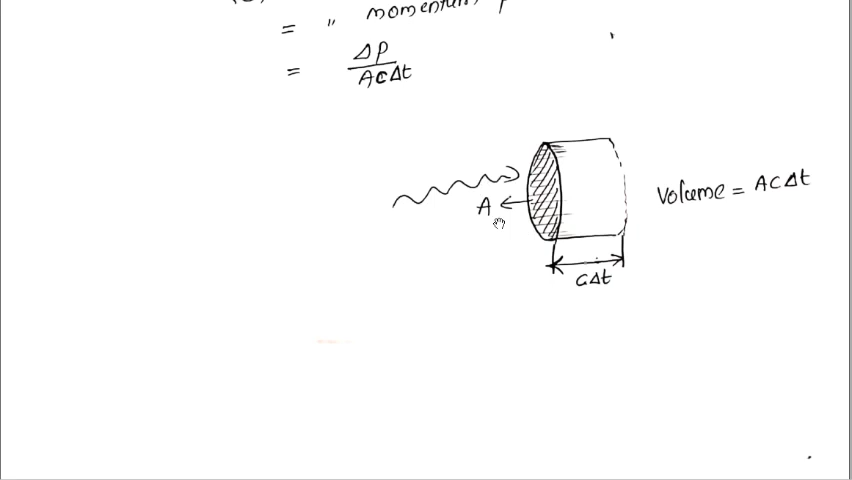 = " momentum,
= ΔP / ACΔt
Volume = ACΔt
A
CΔt